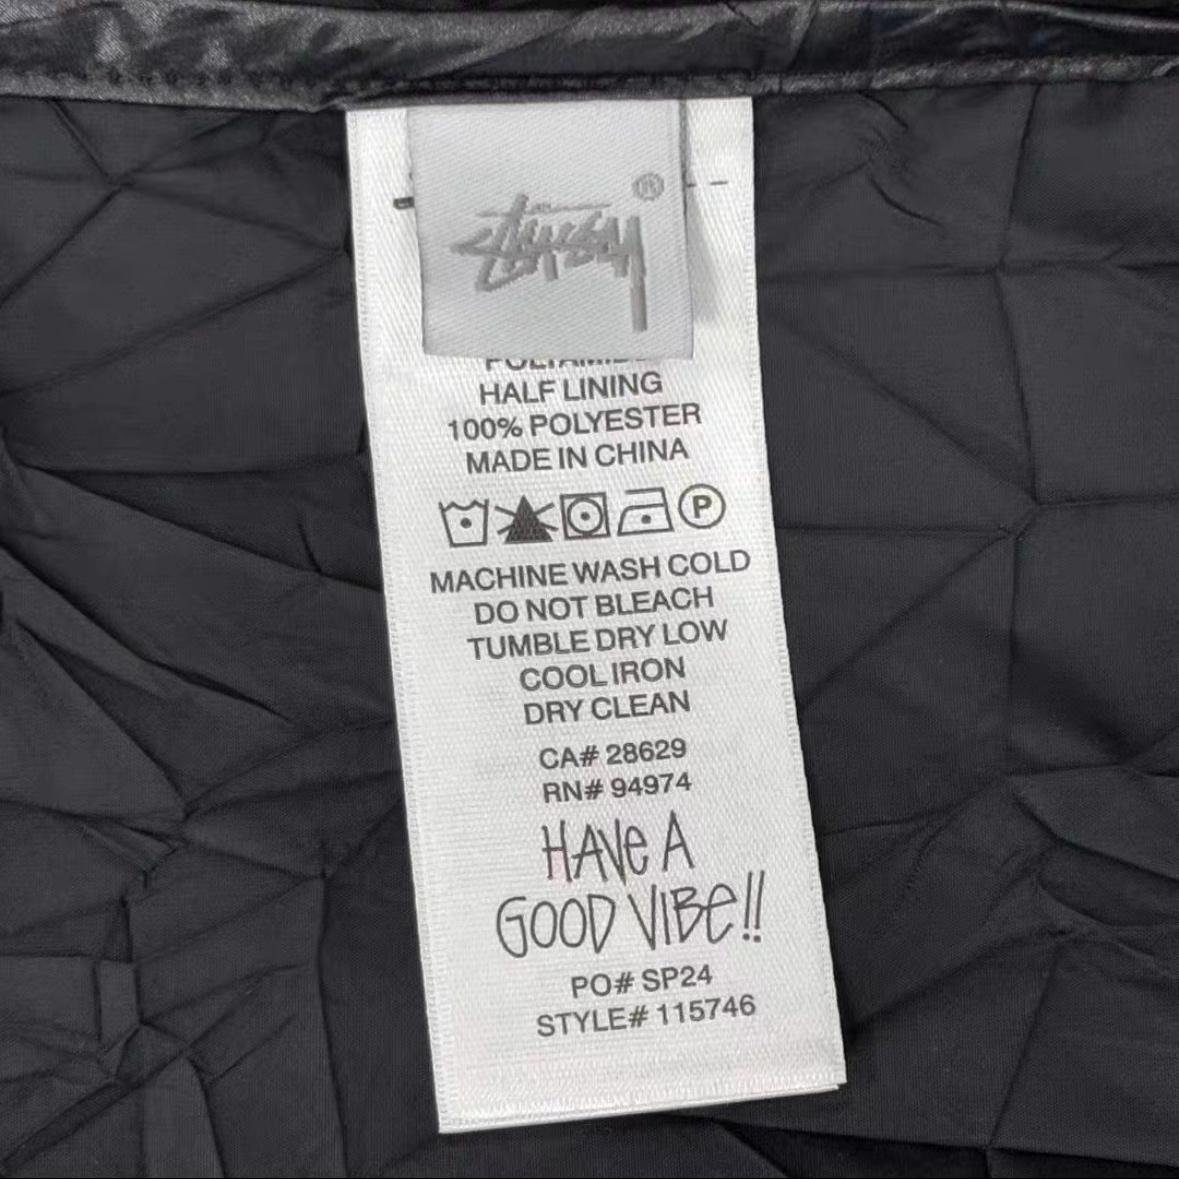 Stüssy ®
POLYAMIDE
HALF LINING
100% POLYESTER
MADE IN CHINA
P
MACHINE WASH COLD
DO NOT BLEACH
TUMBLE DRY LOW
COOL IRON
DRY CLEAN
CA# 28629
RN# 94974
HAVE A
GOOD VIBE!!
PO# SP24
STYLE# 115746